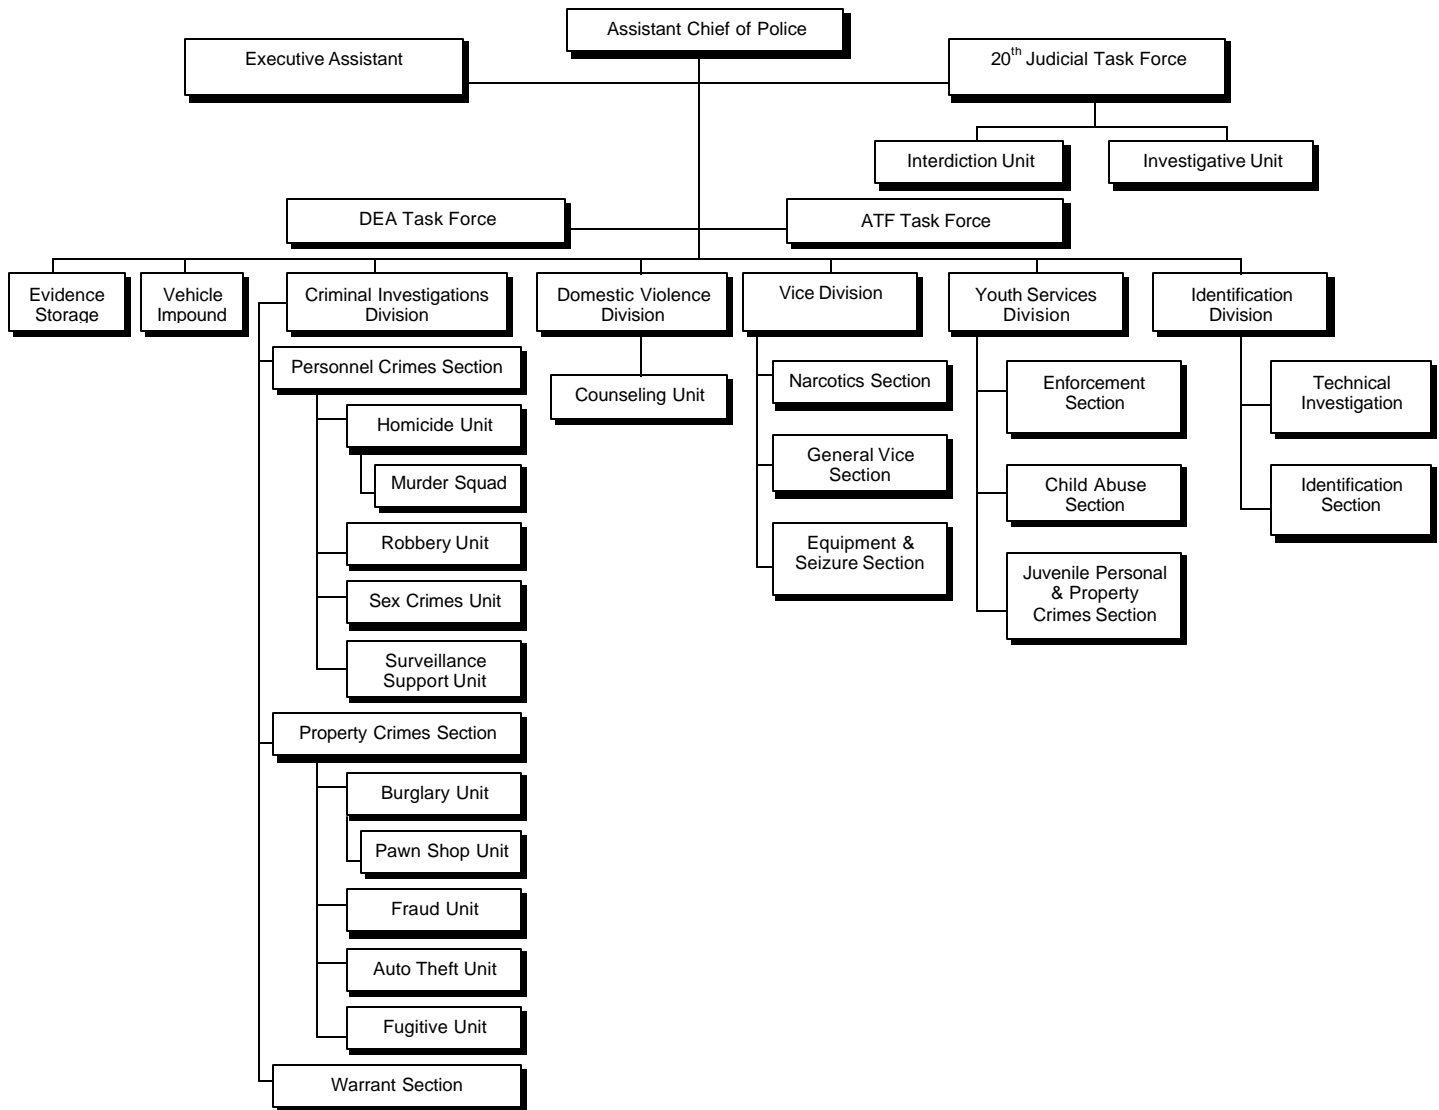 Assistant Chief of Police
Executive Assistant
20th Judicial Task Force
Interdiction Unit
Investigative Unit
DEA Task Force
ATF Task Force
Evidence
Storage
Vehicle
Impound
Criminal Investigations
Division
Domestic Violence
Division
Vice Division
Youth Services
Division
Identification
Division
Personnel Crimes Section
Homicide Unit
Murder Squad
Robbery Unit
Sex Crimes Unit
Surveillance
Support Unit
Property Crimes Section
Burglary Unit
Pawn Shop Unit
Fraud Unit
Auto Theft Unit
Fugitive Unit
Warrant Section
Counseling Unit
Narcotics Section
General Vice
Section
Equipment &
Seizure Section
Enforcement
Section
Child Abuse
Section
Juvenile Personal
& Property
Crimes Section
Technical
Investigation
Identification
Section